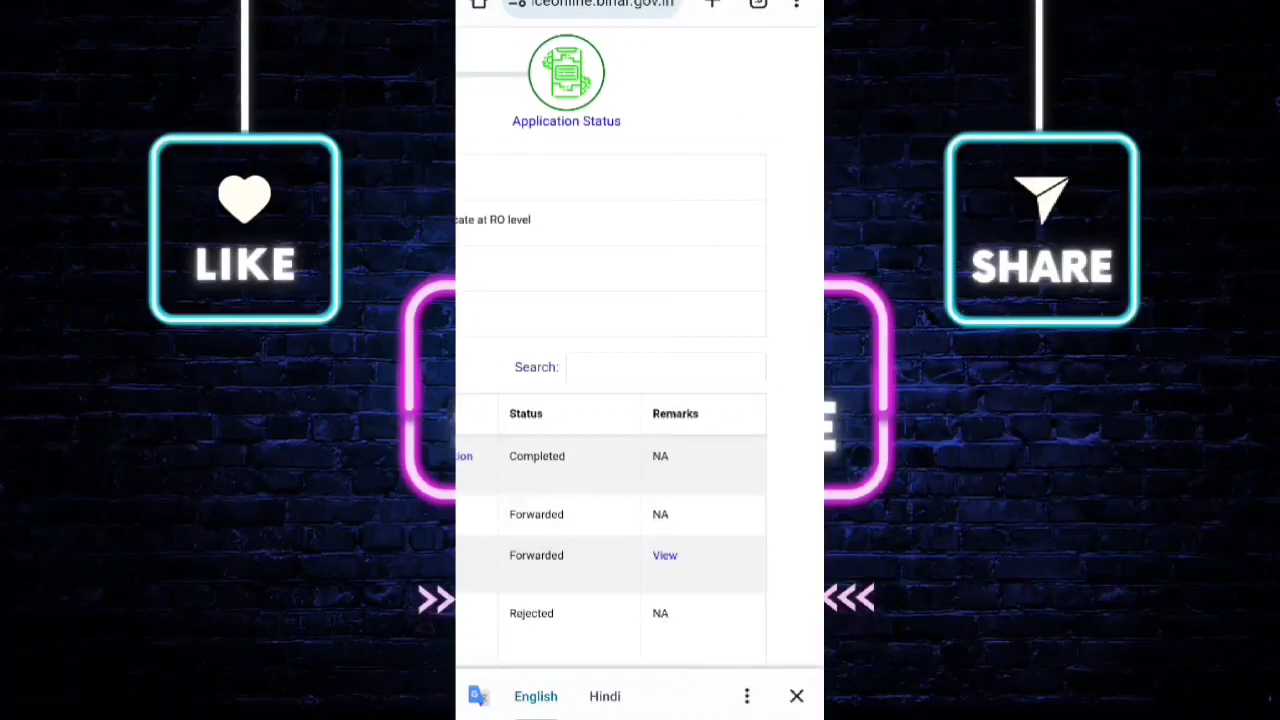 Application Status
cate at RO level
LIKE
SHARE
Search:
Status Remarks
ion Completed NA
Forwarded NA
Forwarded View
Rejected NA
English Hindi